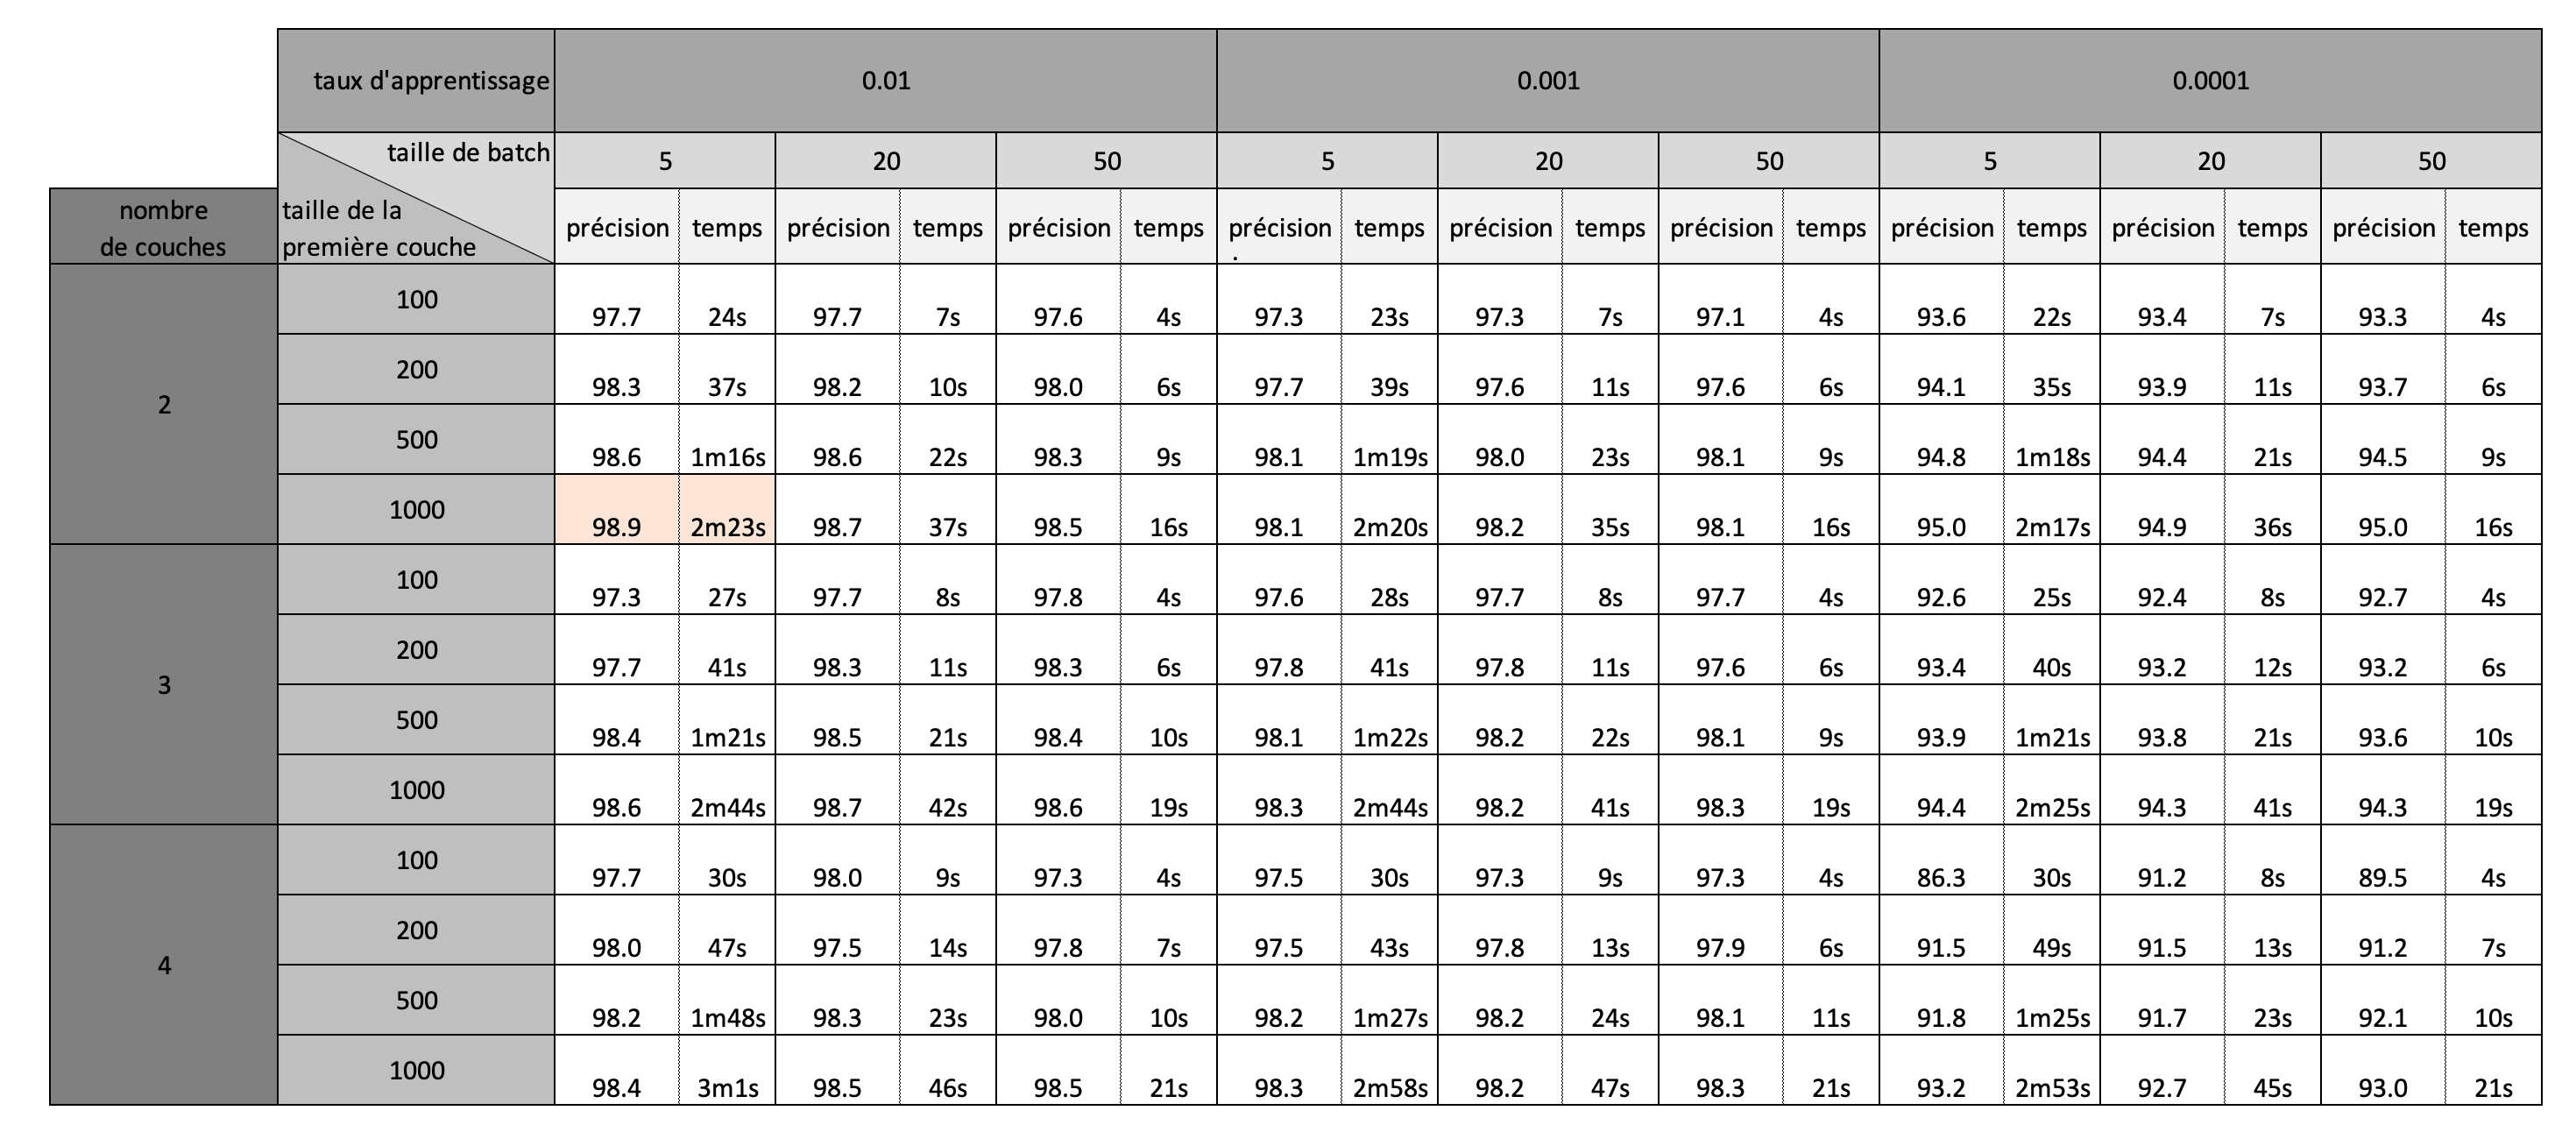 taux d'apprentissage 0.01 0.001 0.0001
taille de batch 5 20 50 5 20 50 5 20 50
nombre
de couches
taille de la
première couche
précision temps précision temps précision temps précision temps précision temps précision temps précision temps précision temps précision temps
.
2
100 97.7 24s 97.7 7s 97.6 4s 97.3 23s 97.3 7s 97.1 4s 93.6 22s 93.4 7s 93.3 4s
200 98.3 37s 98.2 10s 98.0 6s 97.7 39s 97.6 11s 97.6 6s 94.1 35s 93.9 11s 93.7 6s
500 98.6 1m16s 98.6 22s 98.3 9s 98.1 1m19s 98.0 23s 98.1 9s 94.8 1m18s 94.4 21s 94.5 9s
1000 98.9 2m23s 98.7 37s 98.5 16s 98.1 2m20s 98.2 35s 98.1 16s 95.0 2m17s 94.9 36s 95.0 16s
3
100 97.3 27s 97.7 8s 97.8 4s 97.6 28s 97.7 8s 97.7 4s 92.6 25s 92.4 8s 92.7 4s
200 97.7 41s 98.3 11s 98.3 6s 97.8 41s 97.8 11s 97.6 6s 93.4 40s 93.2 12s 93.2 6s
500 98.4 1m21s 98.5 21s 98.4 10s 98.1 1m22s 98.2 22s 98.1 9s 93.9 1m21s 93.8 21s 93.6 10s
1000 98.6 2m44s 98.7 42s 98.6 19s 98.3 2m44s 98.2 41s 98.3 19s 94.4 2m25s 94.3 41s 94.3 19s
4
100 97.7 30s 98.0 9s 97.3 4s 97.5 30s 97.3 9s 97.3 4s 86.3 30s 91.2 8s 89.5 4s
200 98.0 47s 97.5 14s 97.8 7s 97.5 43s 97.8 13s 97.9 6s 91.5 49s 91.5 13s 91.2 7s
500 98.2 1m48s 98.3 23s 98.0 10s 98.2 1m27s 98.2 24s 98.1 11s 91.8 1m25s 91.7 23s 92.1 10s
1000 98.4 3m1s 98.5 46s 98.5 21s 98.3 2m58s 98.2 47s 98.3 21s 93.2 2m53s 92.7 45s 93.0 21s